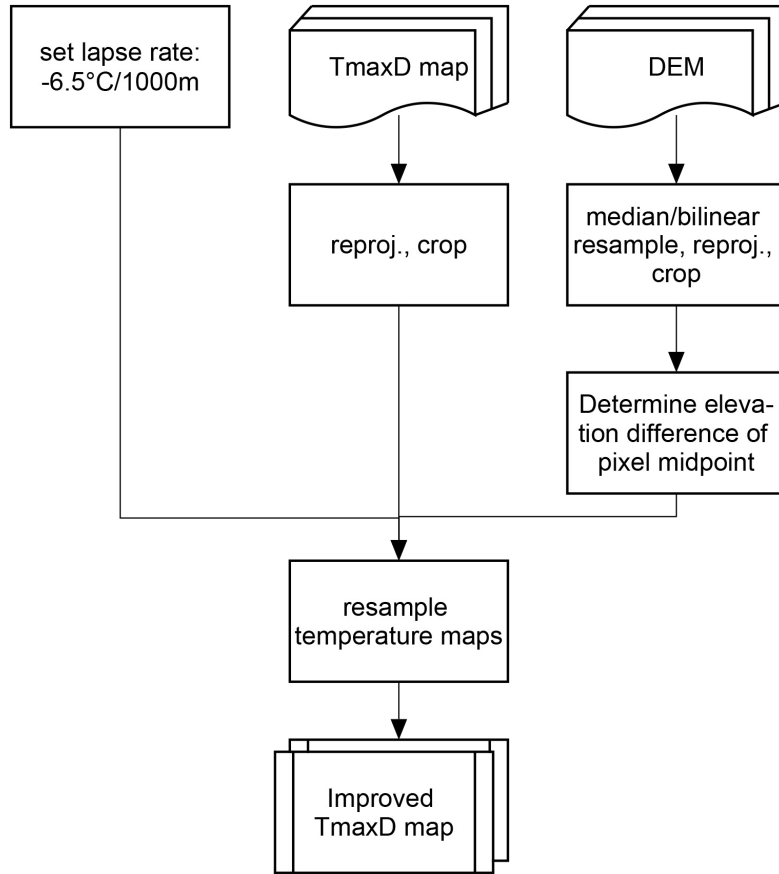 set lapse rate:
-6.5°C/1000m
TmaxD map
DEM
reproj., crop
median/bilinear
resample, reproj.,
crop
Determine eleva-
tion difference of
pixel midpoint
resample
temperature maps
Improved
TmaxD map